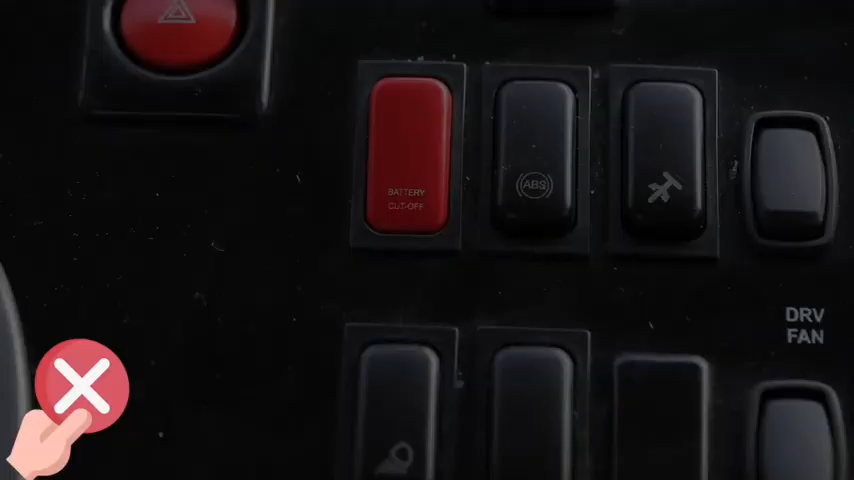 BATTERY
CUT-OFF
ABS
DRV
FAN